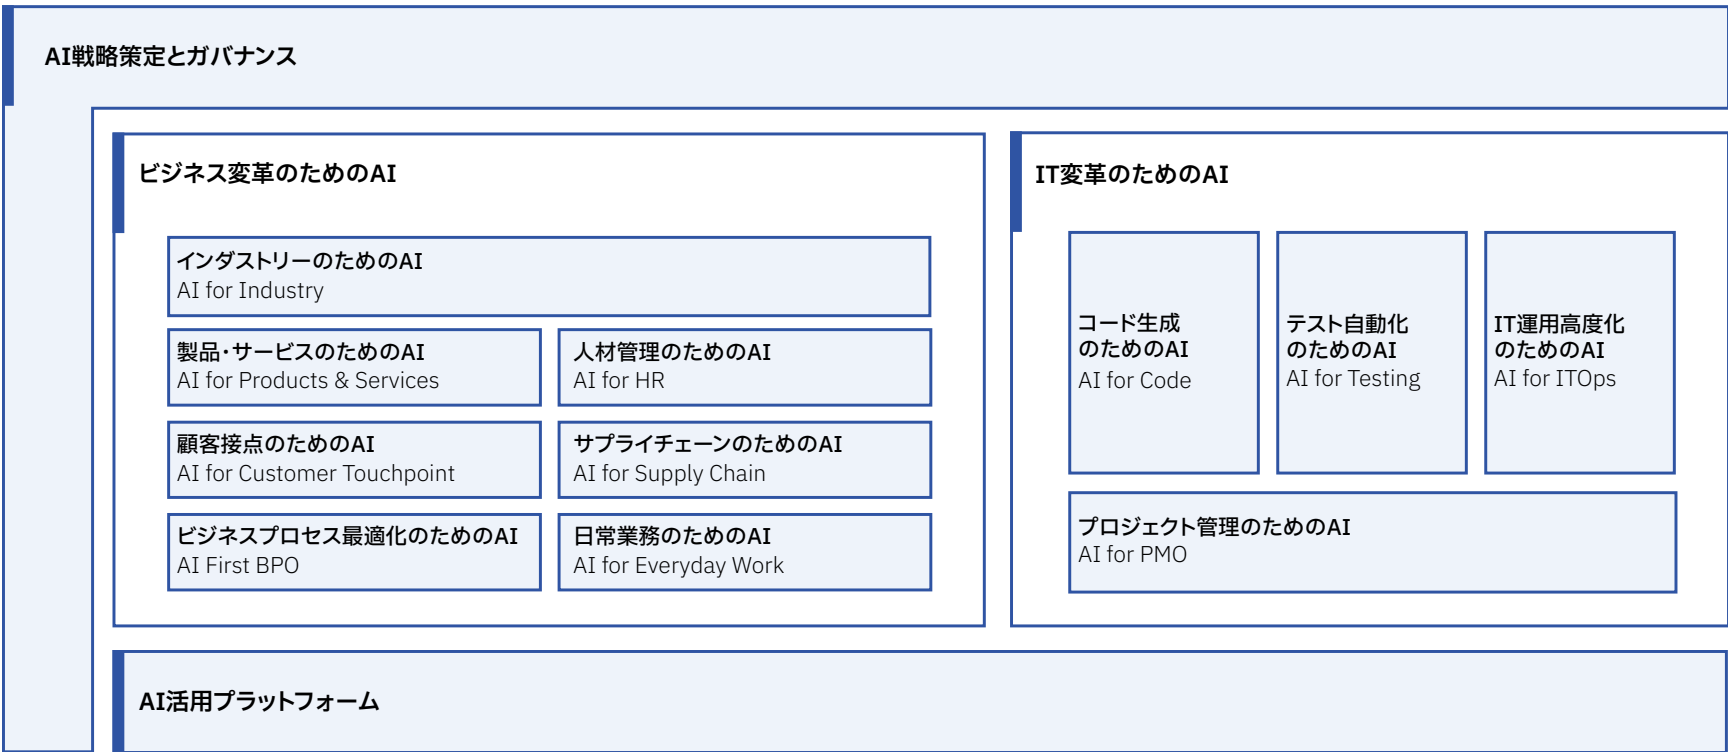 AI戦略策定とガバナンス
ビジネス変革のためのAI
インダストリーのためのAI
AI for Industry
製品・サービスのためのAI
AI for Products & Services
人材管理のためのAI
AI for HR
顧客接点のためのAI
AI for Customer Touchpoint
サプライチェーンのためのAI
AI for Supply Chain
ビジネスプロセス最適化のためのAI
AI First BPO
日常業務のためのAI
AI for Everyday Work
IT変革のためのAI
コード生成
のためのAI
AI for Code
テスト自動化
のためのAI
AI for Testing
IT運用高度化
のためのAI
AI for ITOps
プロジェクト管理のためのAI
AI for PMO
AI活用プラットフォーム